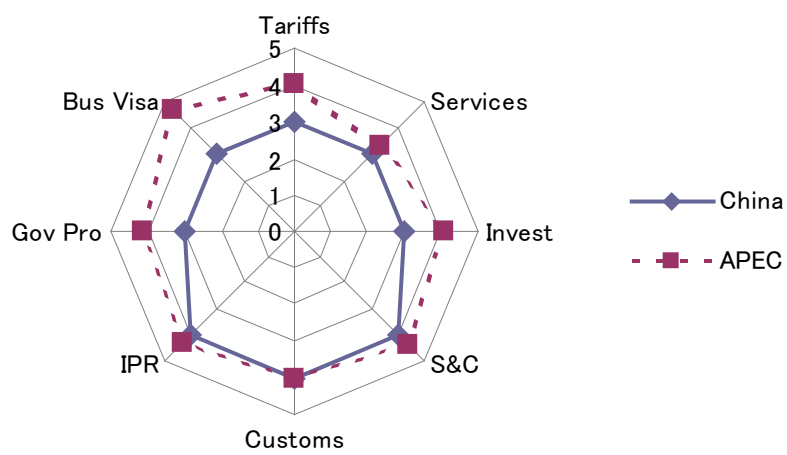 Tariffs
5
Bus Visa
4
Services
3
2
1
Gov Pro
0
Invest
IPR
S&C
Customs
China
APEC